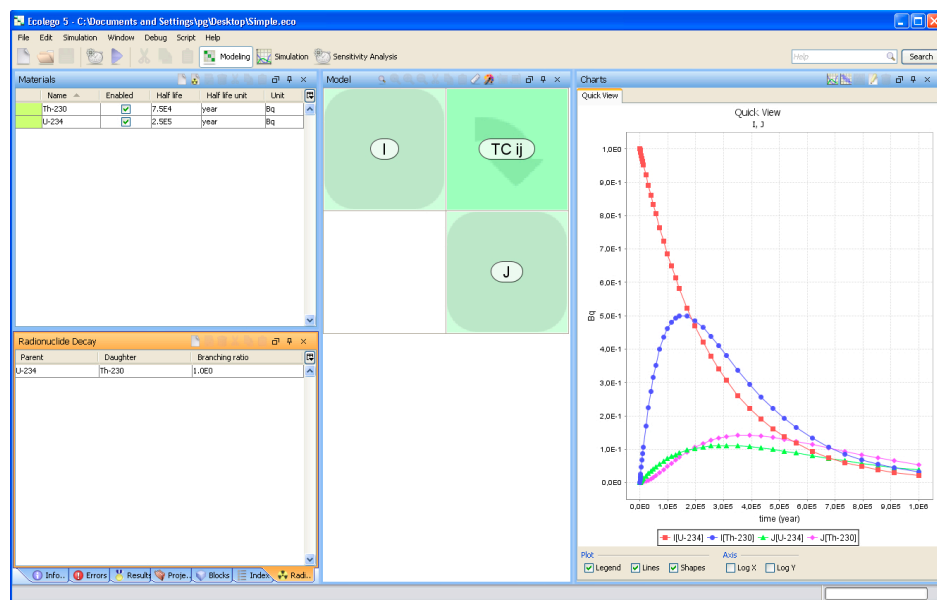 Ecolego 5 - C:\Documents and Settings\pg\Desktop\Simple.eco
File Edit Simulation Window Debug Script Help
Modeling Simulation Sensitivity Analysis Help Search
Materials
Name Enabled Half life Half life unit Unit
Th-230 7.5E4 year Bq
U-234 2.5E5 year Bq
Radionuclide Decay
Parent Daughter Branching ratio
U-234 Th-230 1.0E0
Info.. Errors Results Proje.. Blocks Index Radi..
Model
I
TC ij
J
Charts
Quick View
Quick View
I, J
1,0E0
9,0E-1
8,0E-1
7,0E-1
6,0E-1
5,0E-1
4,0E-1
3,0E-1
2,0E-1
1,0E-1
0,0E0
Bq
0,0E0 1,0E5 2,0E5 3,0E5 4,0E5 5,0E5 6,0E5 7,0E5 8,0E5 9,0E5 1,0E6
time (year)
I[U-234] I[Th-230] J[U-234] J[Th-230]
Plot Axis
Legend Lines Shapes Log X Log Y